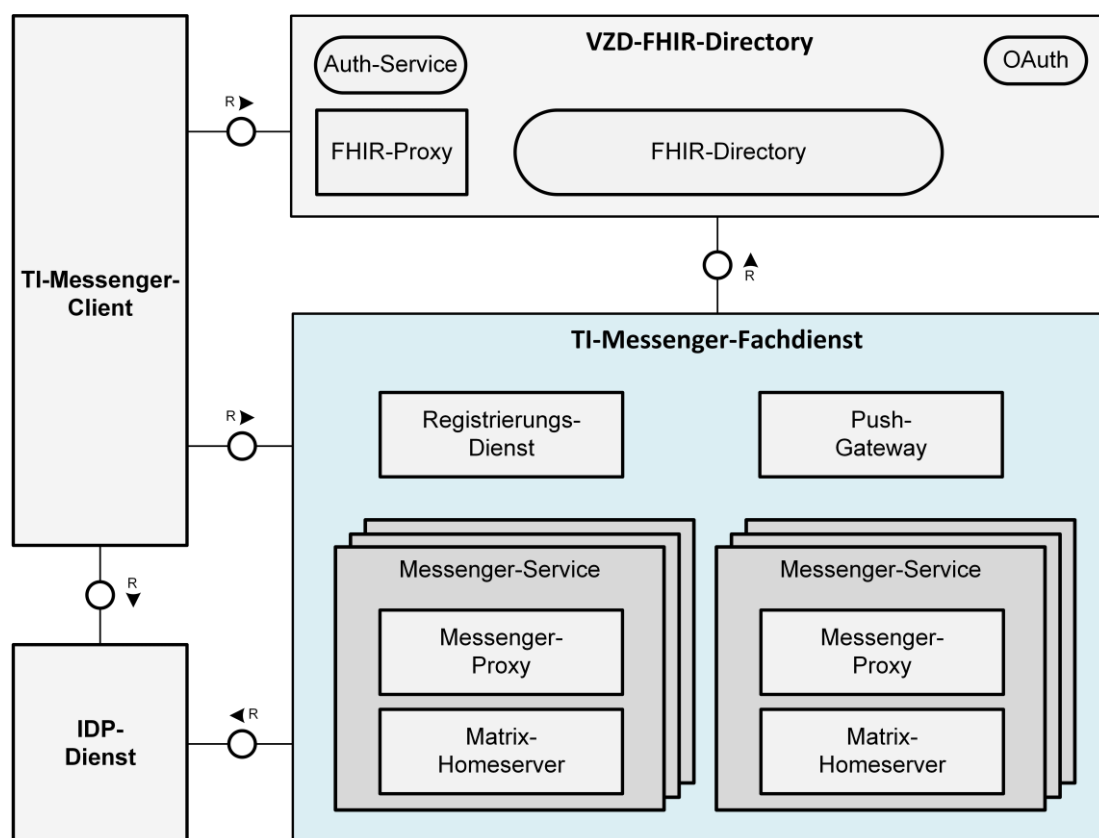 VZD-FHIR-Directory
Auth-Service
OAuth
R
FHIR-Proxy
FHIR-Directory
TI-Messenger-
Client
R
TI-Messenger-Fachdienst
R
Registrierungs-
Dienst
Push-
Gateway
Messenger-Service
Messenger-
Proxy
Matrix-
Homeserver
Messenger-Service
Messenger-
Proxy
Matrix-
Homeserver
R
IDP-
Dienst
R